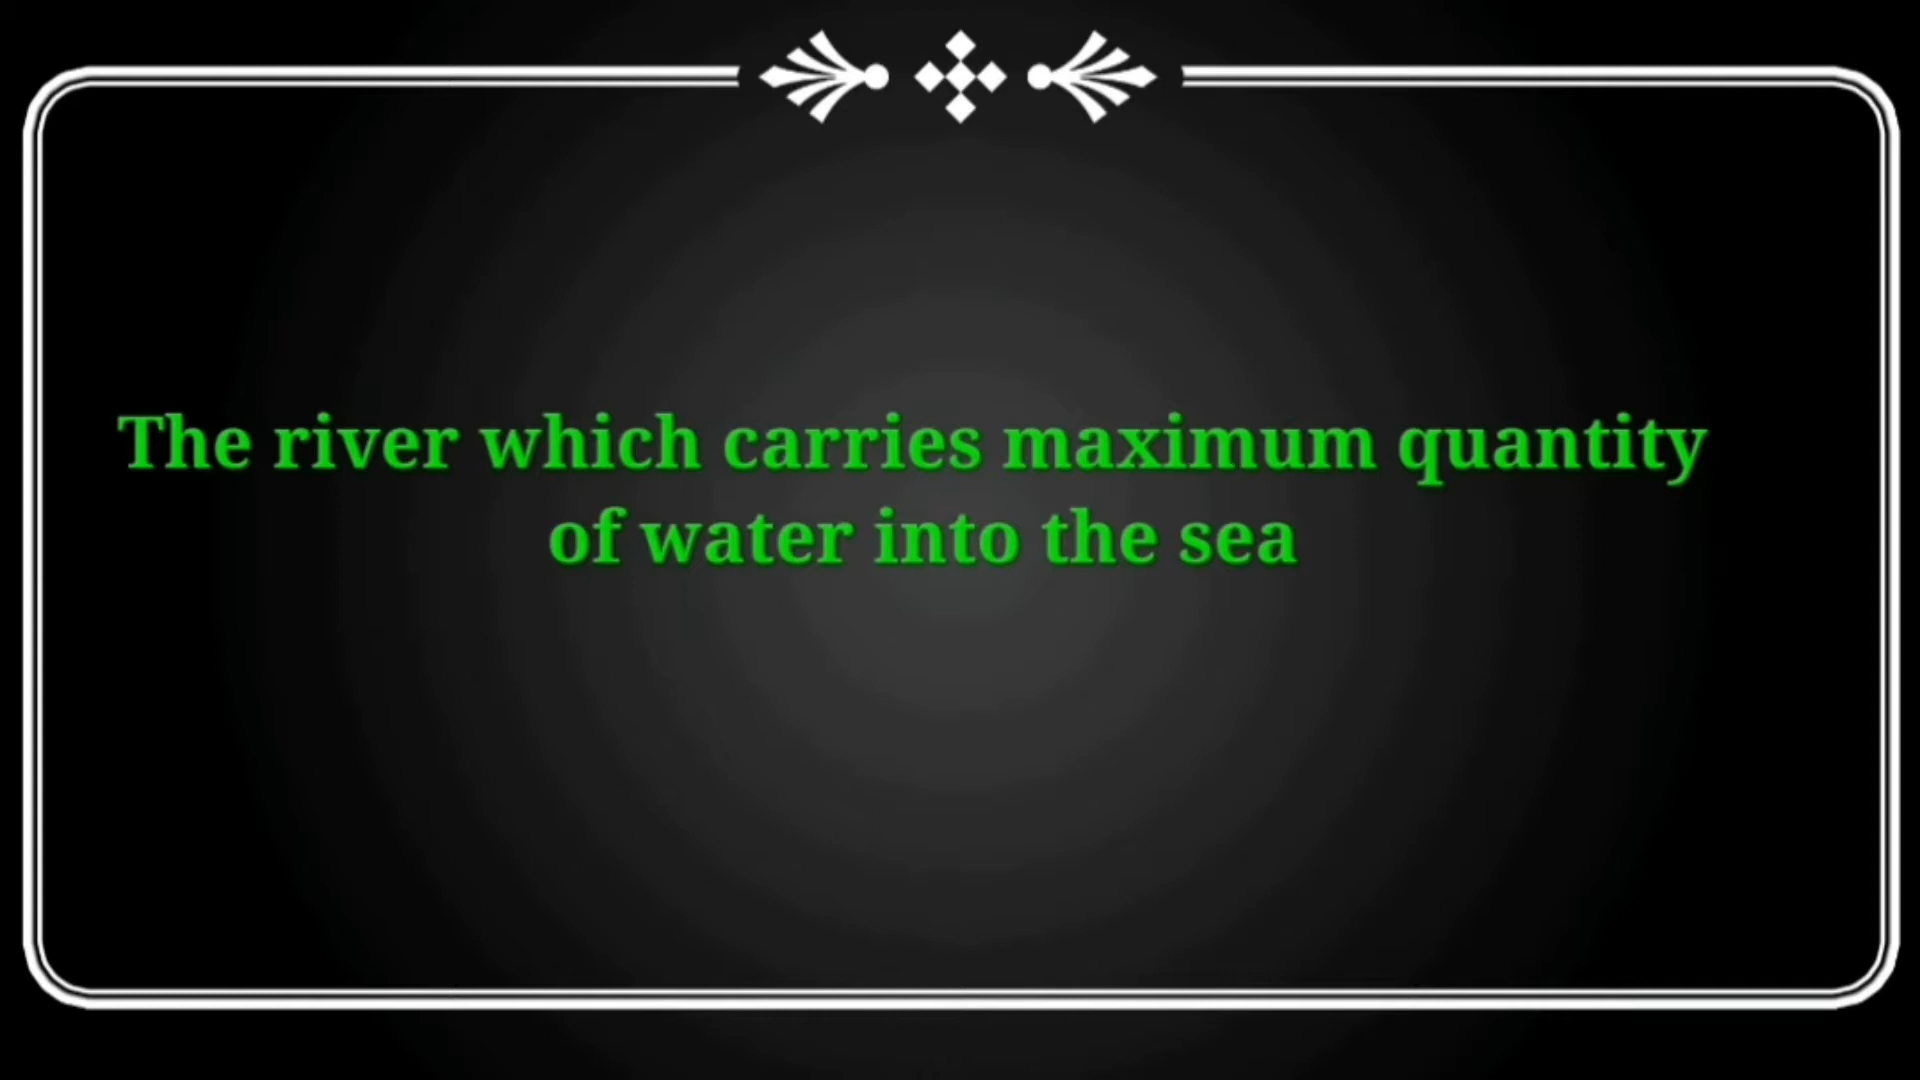 The river which carries maximum quantity
of water into the sea